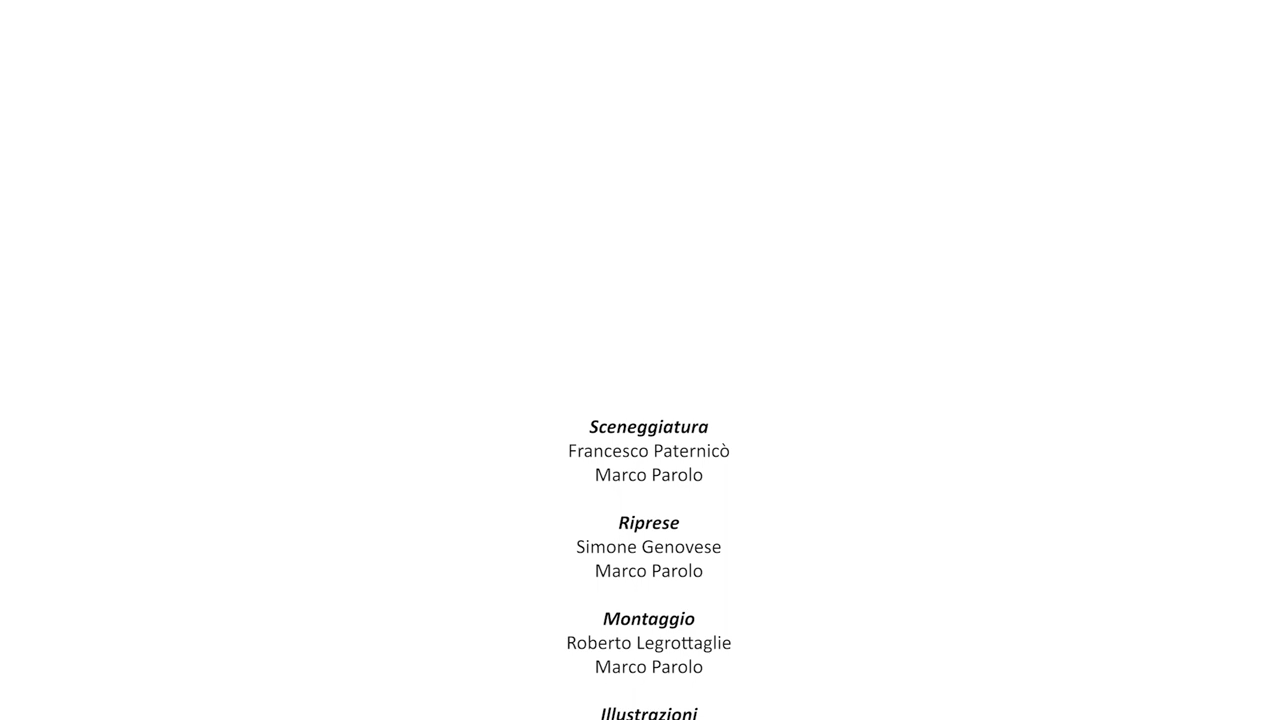 Sceneggiatura
Francesco Paternicò
Marco Parolo
Riprese
Simone Genovese
Marco Parolo
Montaggio
Roberto Legrottaglie
Marco Parolo
Illustrazioni